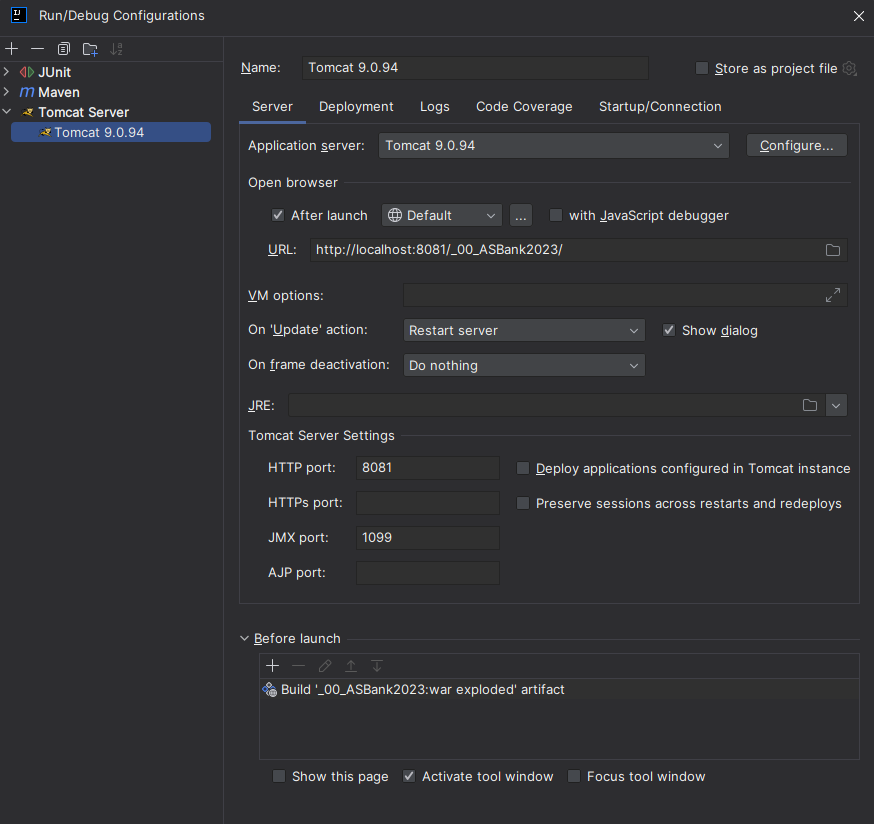 Run/Debug Configurations
JUnit
Maven
Tomcat Server
Tomcat 9.0.94
Name: Tomcat 9.0.94 Store as project file
Server Deployment Logs Code Coverage Startup/Connection
Application server: Tomcat 9.0.94 Configure...
Open browser
After launch Default ... with JavaScript debugger
URL: http://localhost:8081/_00_ASBank2023/
VM options:
On 'Update' action: Restart server Show dialog
On frame deactivation: Do nothing
JRE:
Tomcat Server Settings
HTTP port: 8081 Deploy applications configured in Tomcat instance
HTTPs port: Preserve sessions across restarts and redeploys
JMX port: 1099
AJP port:
Before launch
Build '_00_ASBank2023:war exploded' artifact
Show this page Activate tool window Focus tool window